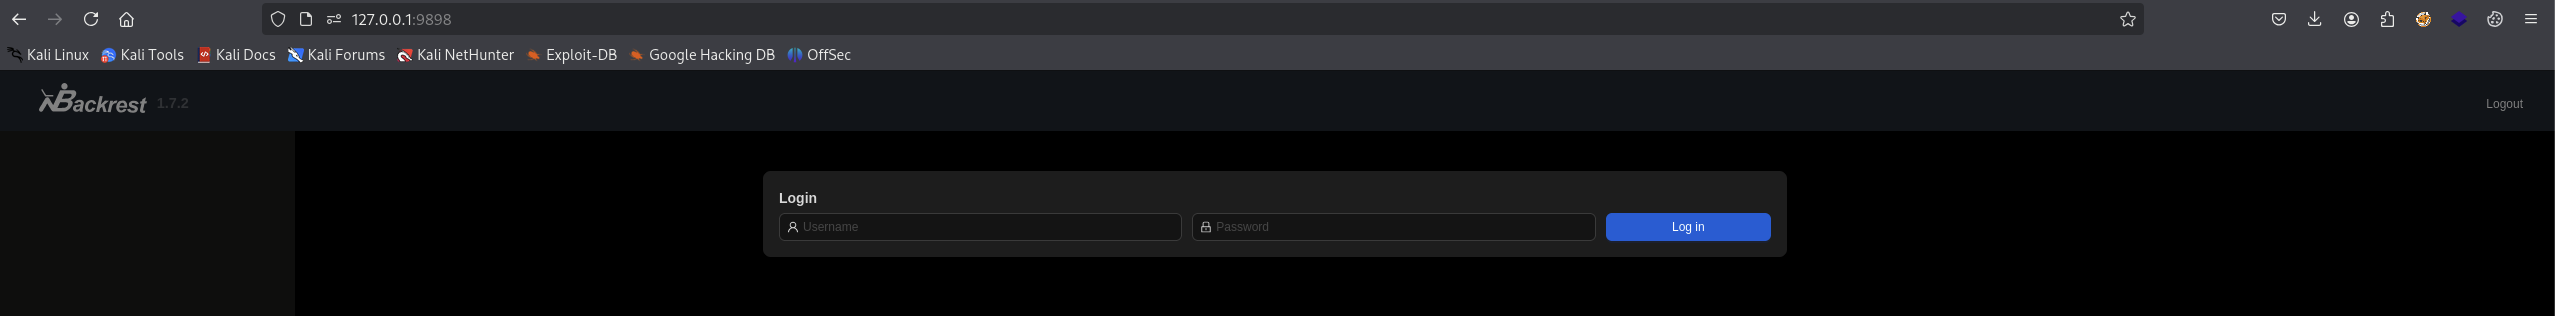 127.0.0.1:9898
Kali Linux Kali Tools Kali Docs Kali Forums Kali NetHunter Exploit-DB Google Hacking DB OffSec
Backrest 1.7.2 Logout
Login
Username Password Log in